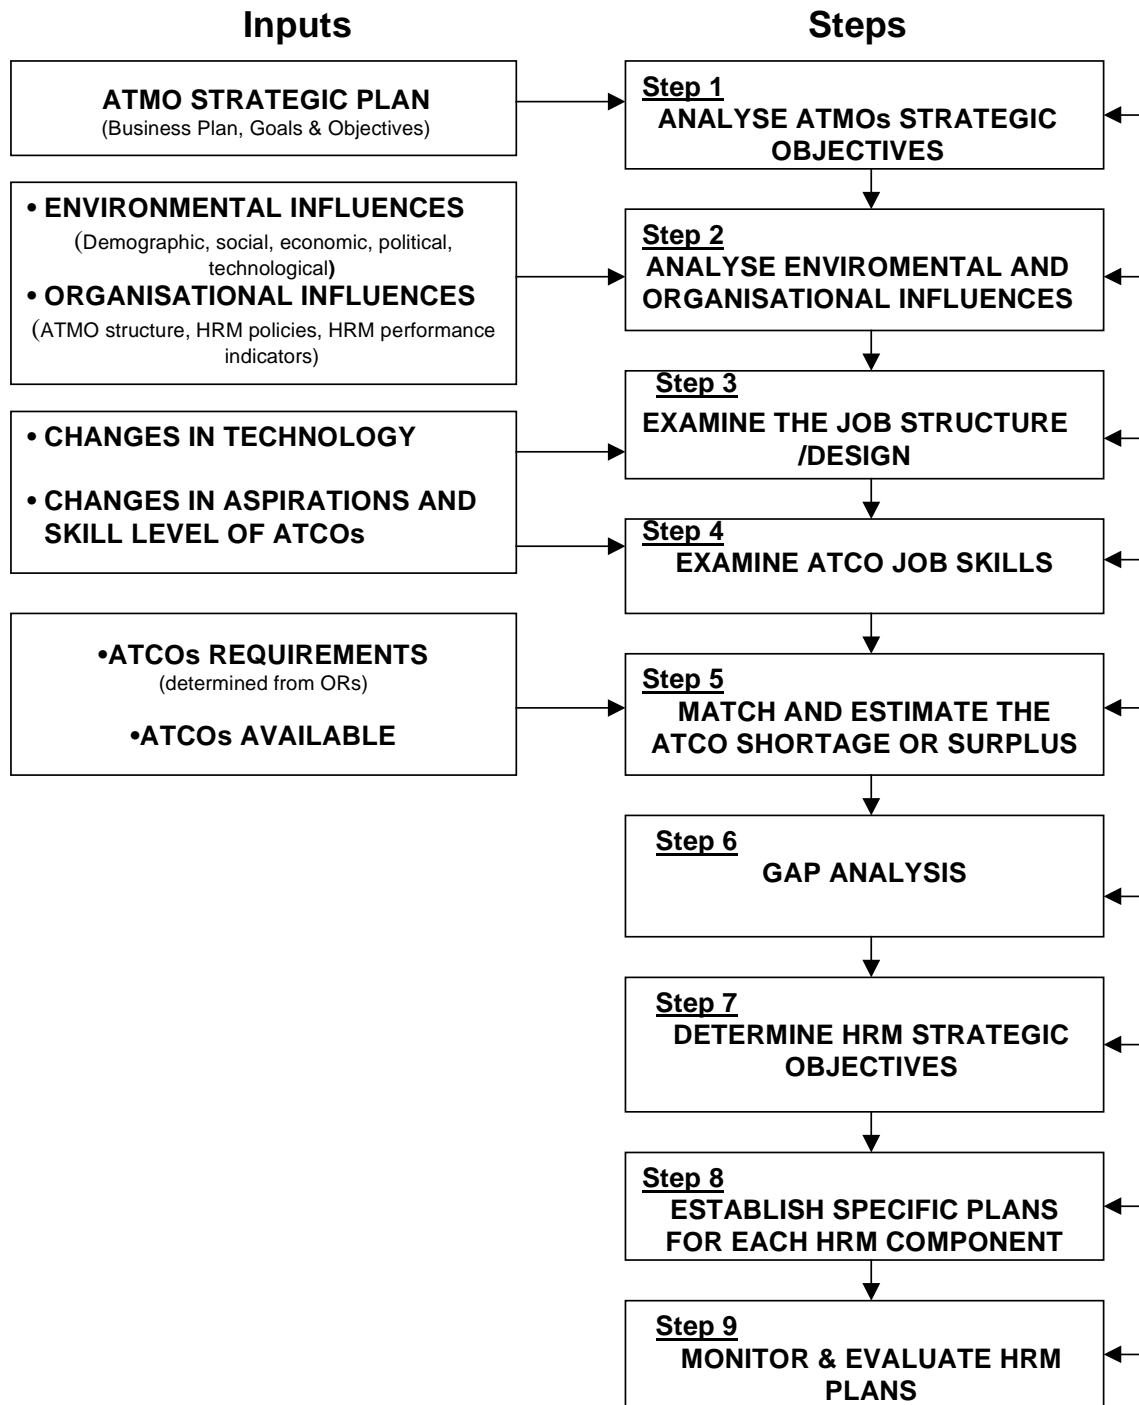 Inputs
Steps
ATMO STRATEGIC PLAN
(Business Plan, Goals & Objectives)
Step 1
ANALYSE ATMOs STRATEGIC
OBJECTIVES
• ENVIRONMENTAL INFLUENCES
(Demographic, social, economic, political,
technological)
• ORGANISATIONAL INFLUENCES
(ATMO structure, HRM policies, HRM performance
indicators)
Step 2
ANALYSE ENVIROMENTAL AND
ORGANISATIONAL INFLUENCES
• CHANGES IN TECHNOLOGY
• CHANGES IN ASPIRATIONS AND
SKILL LEVEL OF ATCOs
Step 3
EXAMINE THE JOB STRUCTURE
/DESIGN
Step 4
EXAMINE ATCO JOB SKILLS
•ATCOs REQUIREMENTS
(determined from ORs)
•ATCOs AVAILABLE
Step 5
MATCH AND ESTIMATE THE
ATCO SHORTAGE OR SURPLUS
Step 6
GAP ANALYSIS
Step 7
DETERMINE HRM STRATEGIC
OBJECTIVES
Step 8
ESTABLISH SPECIFIC PLANS
FOR EACH HRM COMPONENT
Step 9
MONITOR & EVALUATE HRM
PLANS